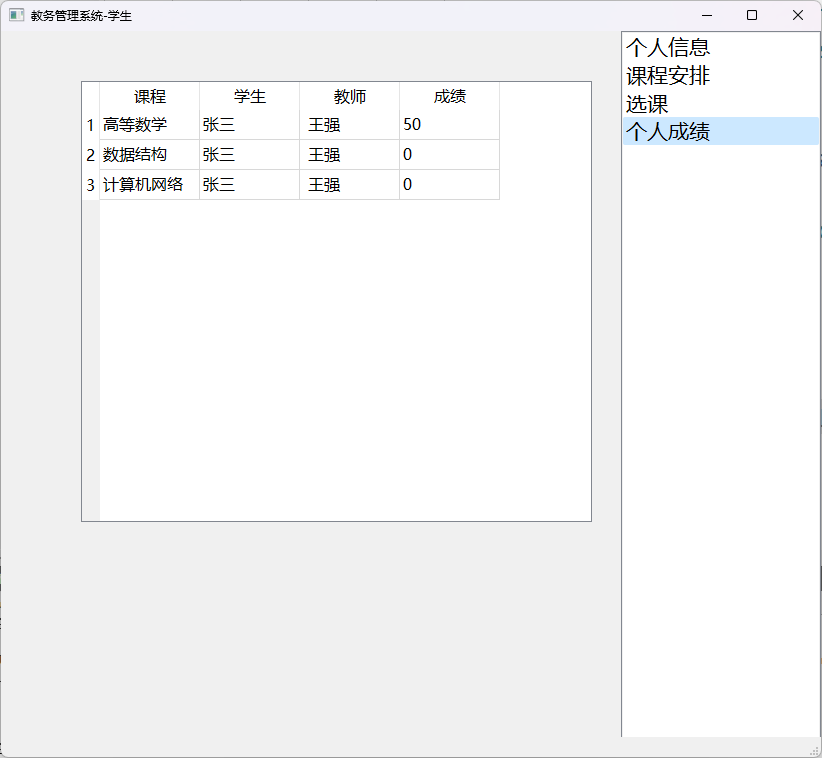 教务管理系统-学生
课程 学生 教师 成绩
1 高等数学 张三 王强 50
2 数据结构 张三 王强 0
3 计算机网络 张三 王强 0
个人信息
课程安排
选课
个人成绩